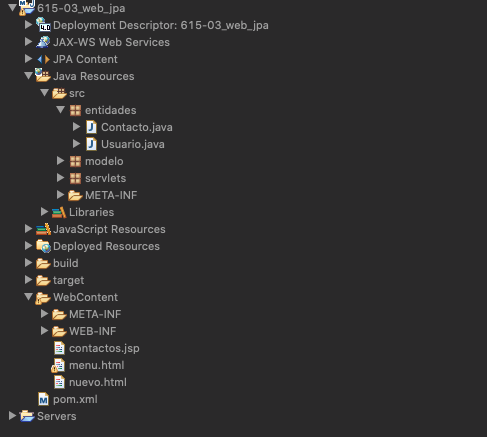 615-03_web_jpa
Deployment Descriptor: 615-03_web_jpa
JAX-WS Web Services
JPA Content
Java Resources
src
entidades
Contacto.java
Usuario.java
modelo
servlets
META-INF
Libraries
JavaScript Resources
Deployed Resources
build
target
WebContent
META-INF
WEB-INF
contactos.jsp
menu.html
nuevo.html
pom.xml
Servers